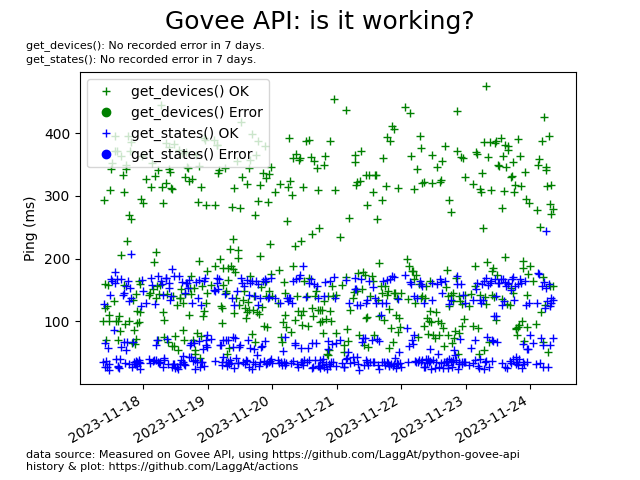 Govee API: is it working?
get_devices(): No recorded error in 7 days.
get_states(): No recorded error in 7 days.
get_devices() OK
get_devices() Error
get_states() OK
get_states() Error
400
300
200
100
Ping (ms)
2023-11-18
2023-11-19
2023-11-20
2023-11-21
2023-11-22
2023-11-23
2023-11-24
data source: Measured on Govee API, using https://github.com/LaggAt/python-govee-api
history & plot: https://github.com/LaggAt/actions